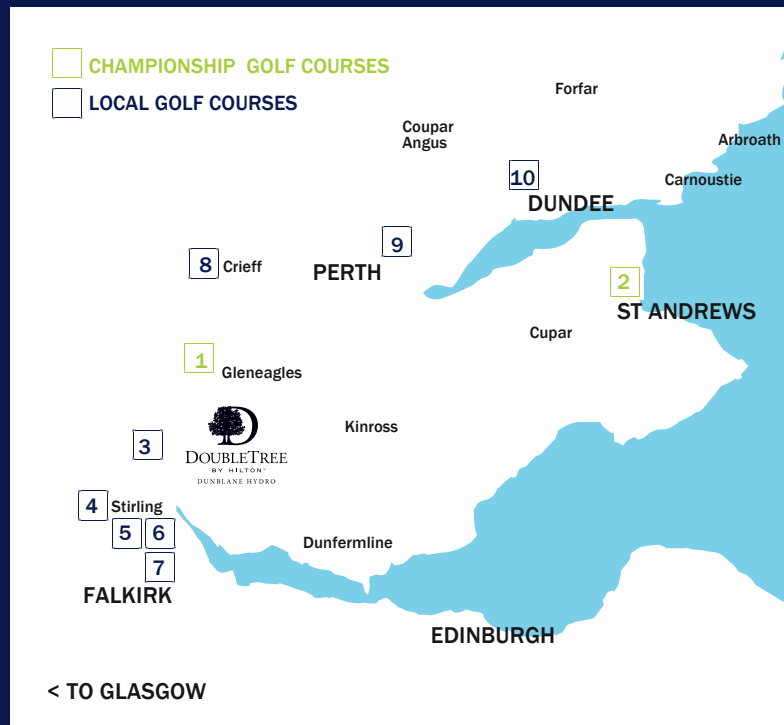 CHAMPIONSHIP GOLF COURSES
LOCAL GOLF COURSES
Forfar
Coupar
Angus
Arbroath
Carnoustie
10
DUNDEE
9
8 Crieff
PERTH
2
ST ANDREWS
Cupar
1
Gleneagles
Kinross
3
DOUBLETREE
BY HILTON™
DUNBLANE HYDRO
4 Stirling
5 6
Dunfermline
7
FALKIRK
EDINBURGH
< TO GLASGOW